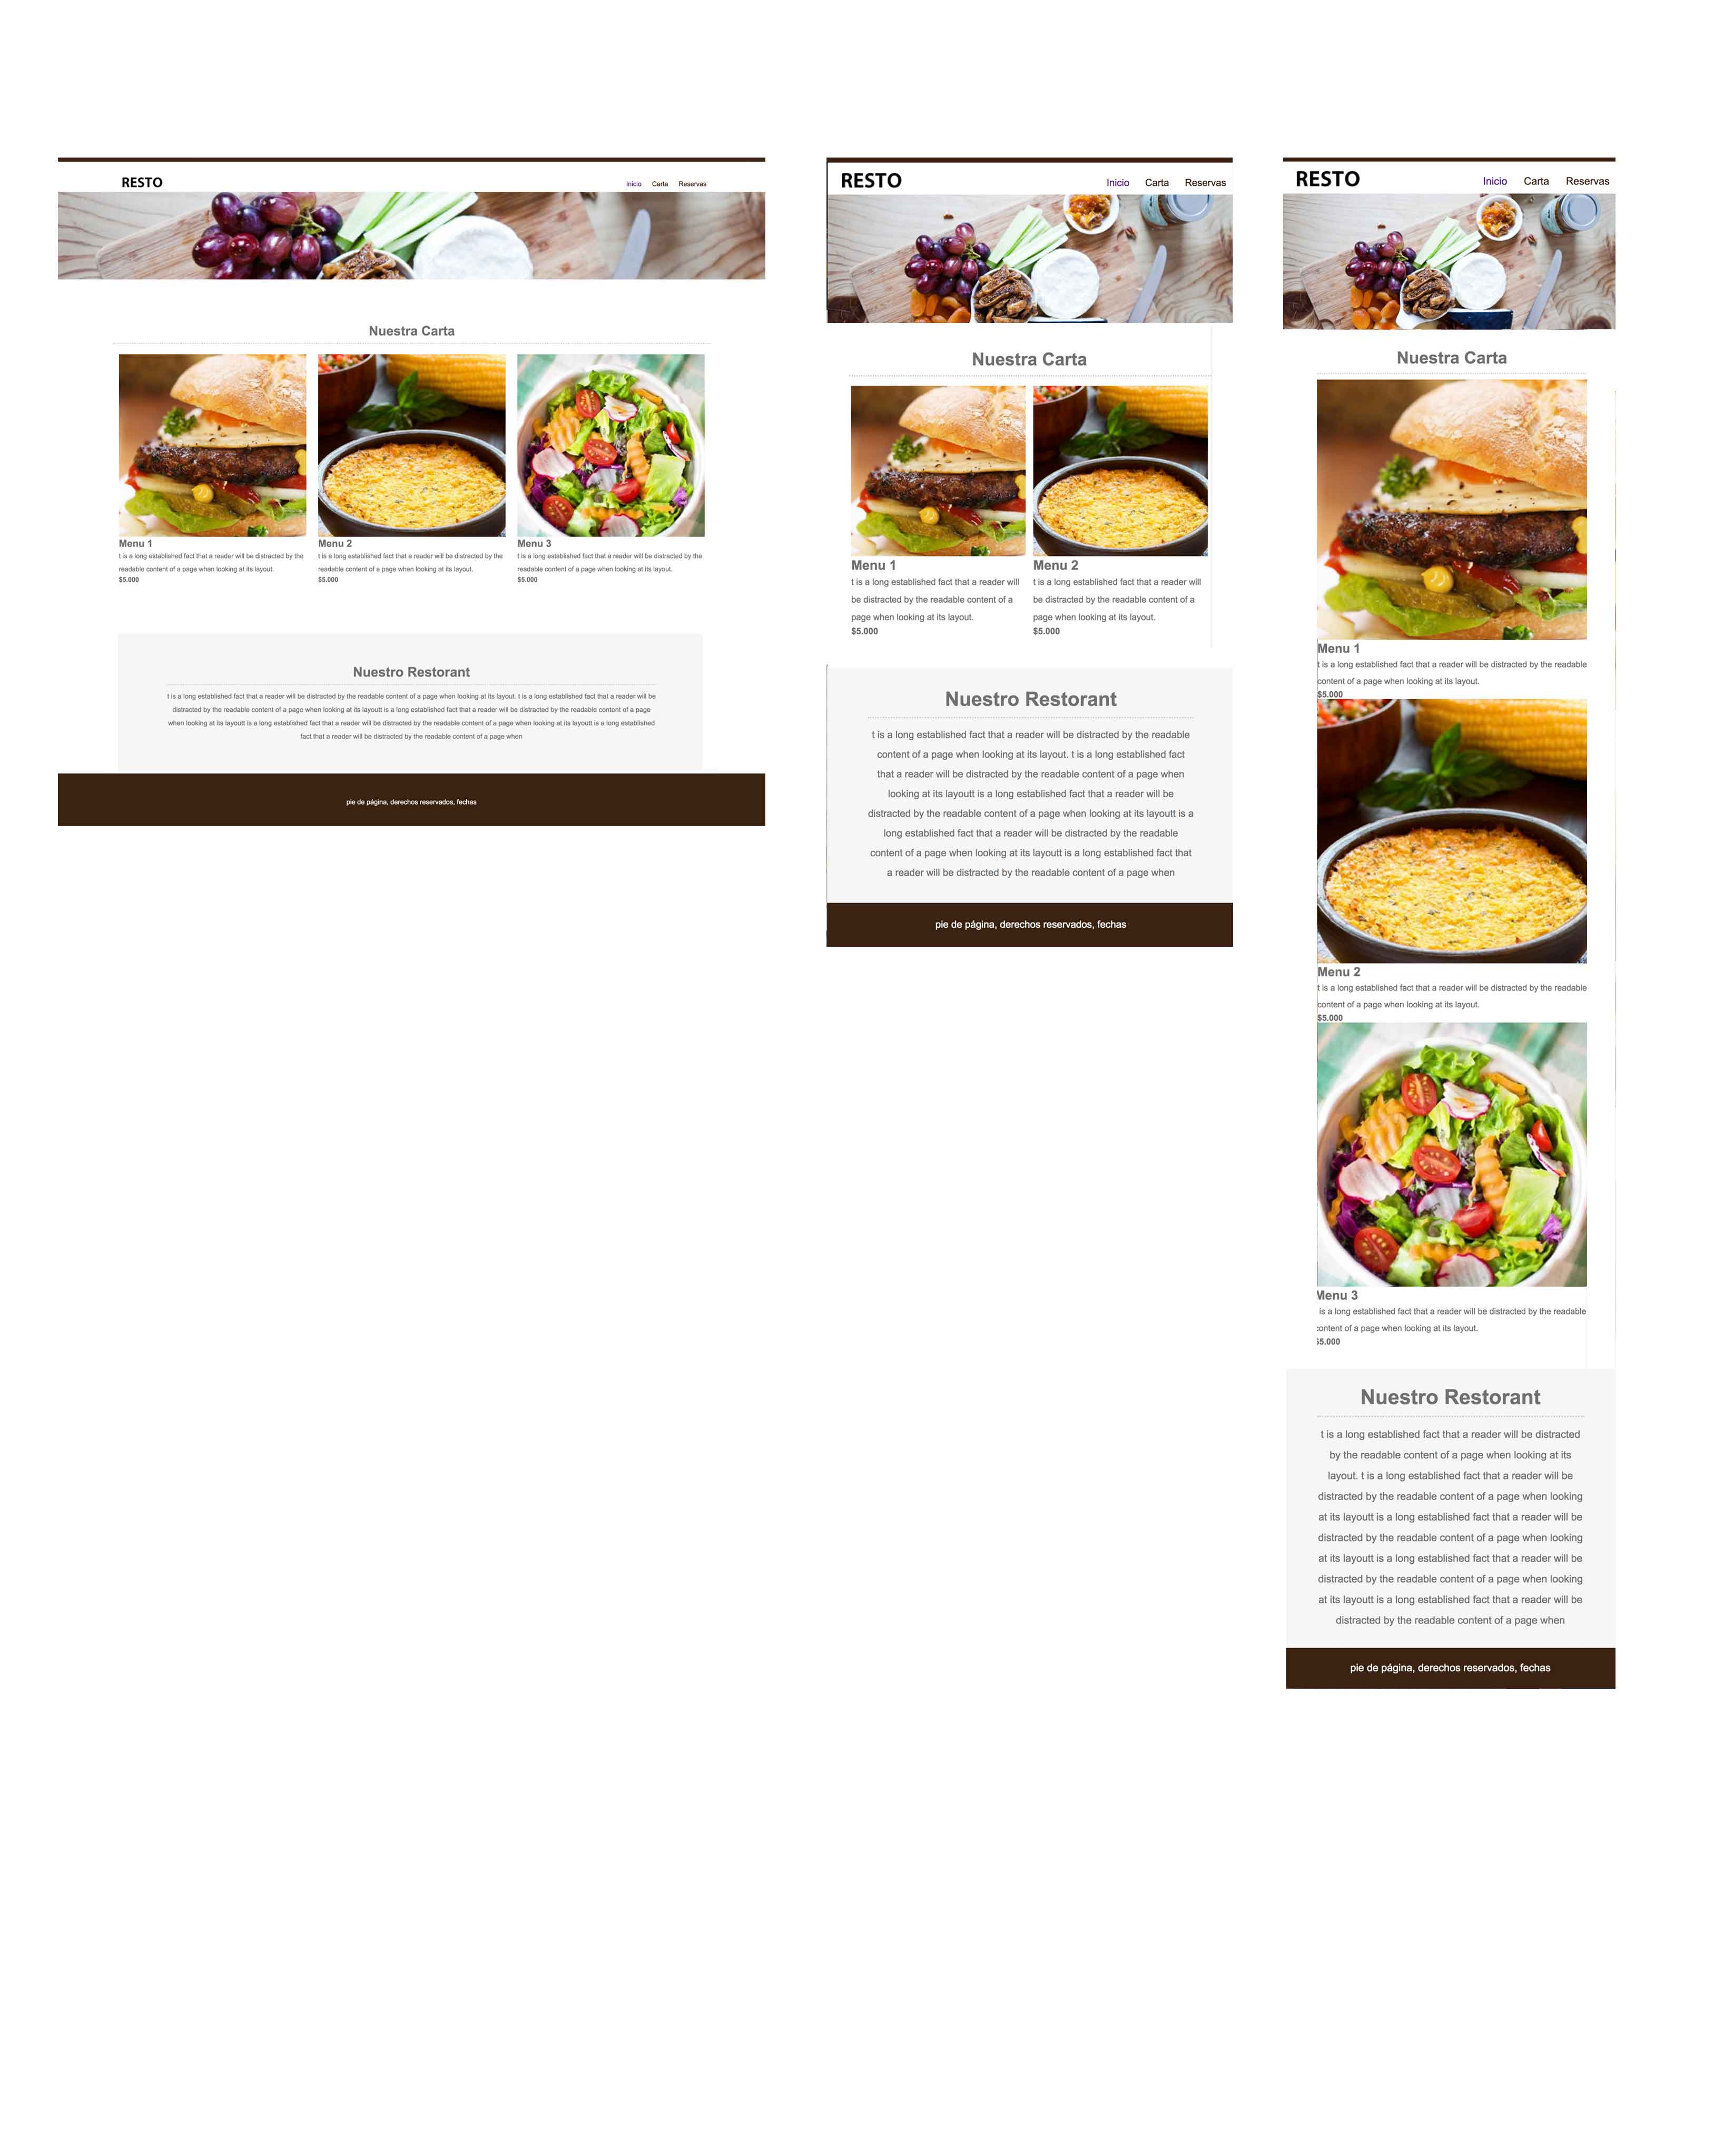 RESTO
Inicio Carta Reservas
Nuestra Carta
Menu 1
t is a long established fact that a reader will be distracted by the
readable content of a page when looking at its layout.
$5.000
Menu 2
t is a long established fact that a reader will be distracted by the
readable content of a page when looking at its layout.
$5.000
Menu 3
t is a long established fact that a reader will be distracted by the
readable content of a page when looking at its layout.
$5.000
Nuestro Restorant
t is a long established fact that a reader will be distracted by the readable content of a page when looking at its layout. t is a long established fact that a reader will be
distracted by the readable content of a page when looking at its layoutt is a long established fact that a reader will be distracted by the readable content of a page
when looking at its layoutt is a long established fact that a reader will be distracted by the readable content of a page when looking at its layoutt is a long established
fact that a reader will be distracted by the readable content of a page when
pie de página, derechos reservados, fechas
RESTO
Inicio Carta Reservas
Nuestra Carta
Menu 1
t is a long established fact that a reader will
be distracted by the readable content of a
page when looking at its layout.
$5.000
Menu 2
t is a long established fact that a reader will
be distracted by the readable content of a
page when looking at its layout.
$5.000
Nuestro Restorant
t is a long established fact that a reader will be distracted by the readable
content of a page when looking at its layout. t is a long established fact
that a reader will be distracted by the readable content of a page when
looking at its layoutt is a long established fact that a reader will be
distracted by the readable content of a page when looking at its layoutt is a
long established fact that a reader will be distracted by the readable
content of a page when looking at its layoutt is a long established fact that
a reader will be distracted by the readable content of a page when
pie de página, derechos reservados, fechas
RESTO
Inicio Carta Reservas
Nuestra Carta
Menu 1
t is a long established fact that a reader will be distracted by the readable
content of a page when looking at its layout.
$5.000
Menu 2
t is a long established fact that a reader will be distracted by the readable
content of a page when looking at its layout.
$5.000
Menu 3
is a long established fact that a reader will be distracted by the readable
content of a page when looking at its layout.
$5.000
Nuestro Restorant
t is a long established fact that a reader will be distracted
by the readable content of a page when looking at its
layout. t is a long established fact that a reader will be
distracted by the readable content of a page when looking
at its layoutt is a long established fact that a reader will be
distracted by the readable content of a page when looking
at its layoutt is a long established fact that a reader will be
distracted by the readable content of a page when looking
at its layoutt is a long established fact that a reader will be
distracted by the readable content of a page when
pie de página, derechos reservados, fechas